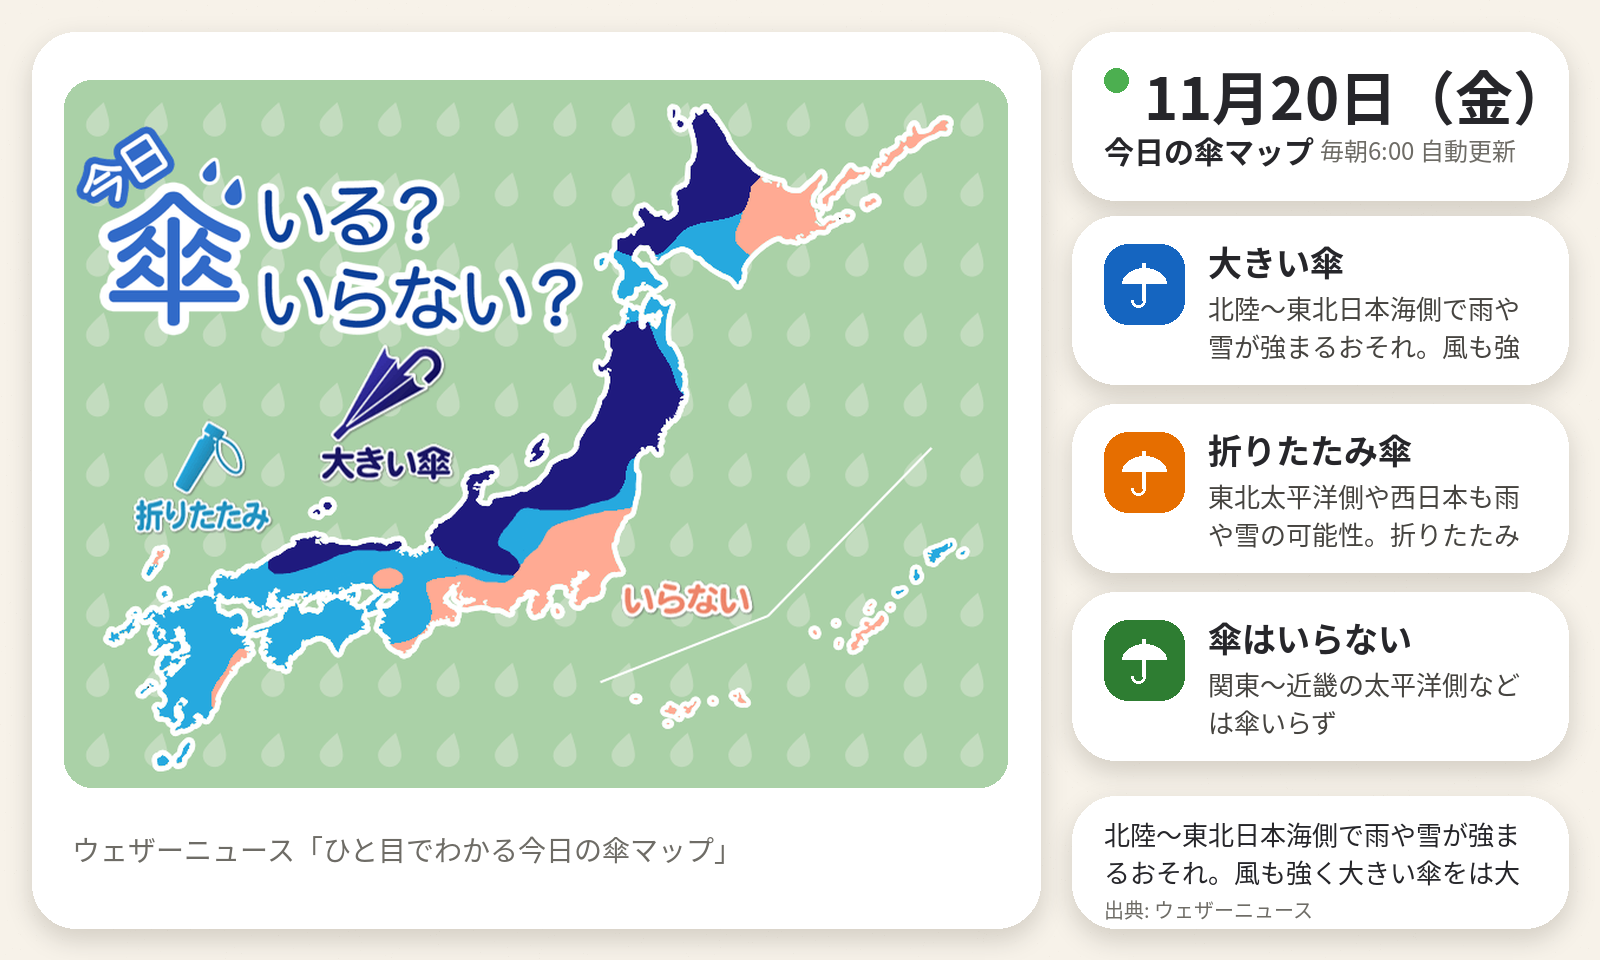 今日
傘
いる？
いらない？
大きい傘
折りたたみ
いらない
ウェザーニュース「ひと目でわかる今日の傘マップ」
11月20日（金）
今日の傘マップ 毎朝6:00 自動更新
大きい傘
北陸～東北日本海側で雨や
雪が強まるおそれ。風も強
折りたたみ傘
東北太平洋側や西日本も雨
や雪の可能性。折りたたみ
傘はいらない
関東～近畿の太平洋側など
は傘いらず
北陸～東北日本海側で雨や雪が強ま
るおそれ。風も強く大きい傘をは大
出典: ウェザーニュース